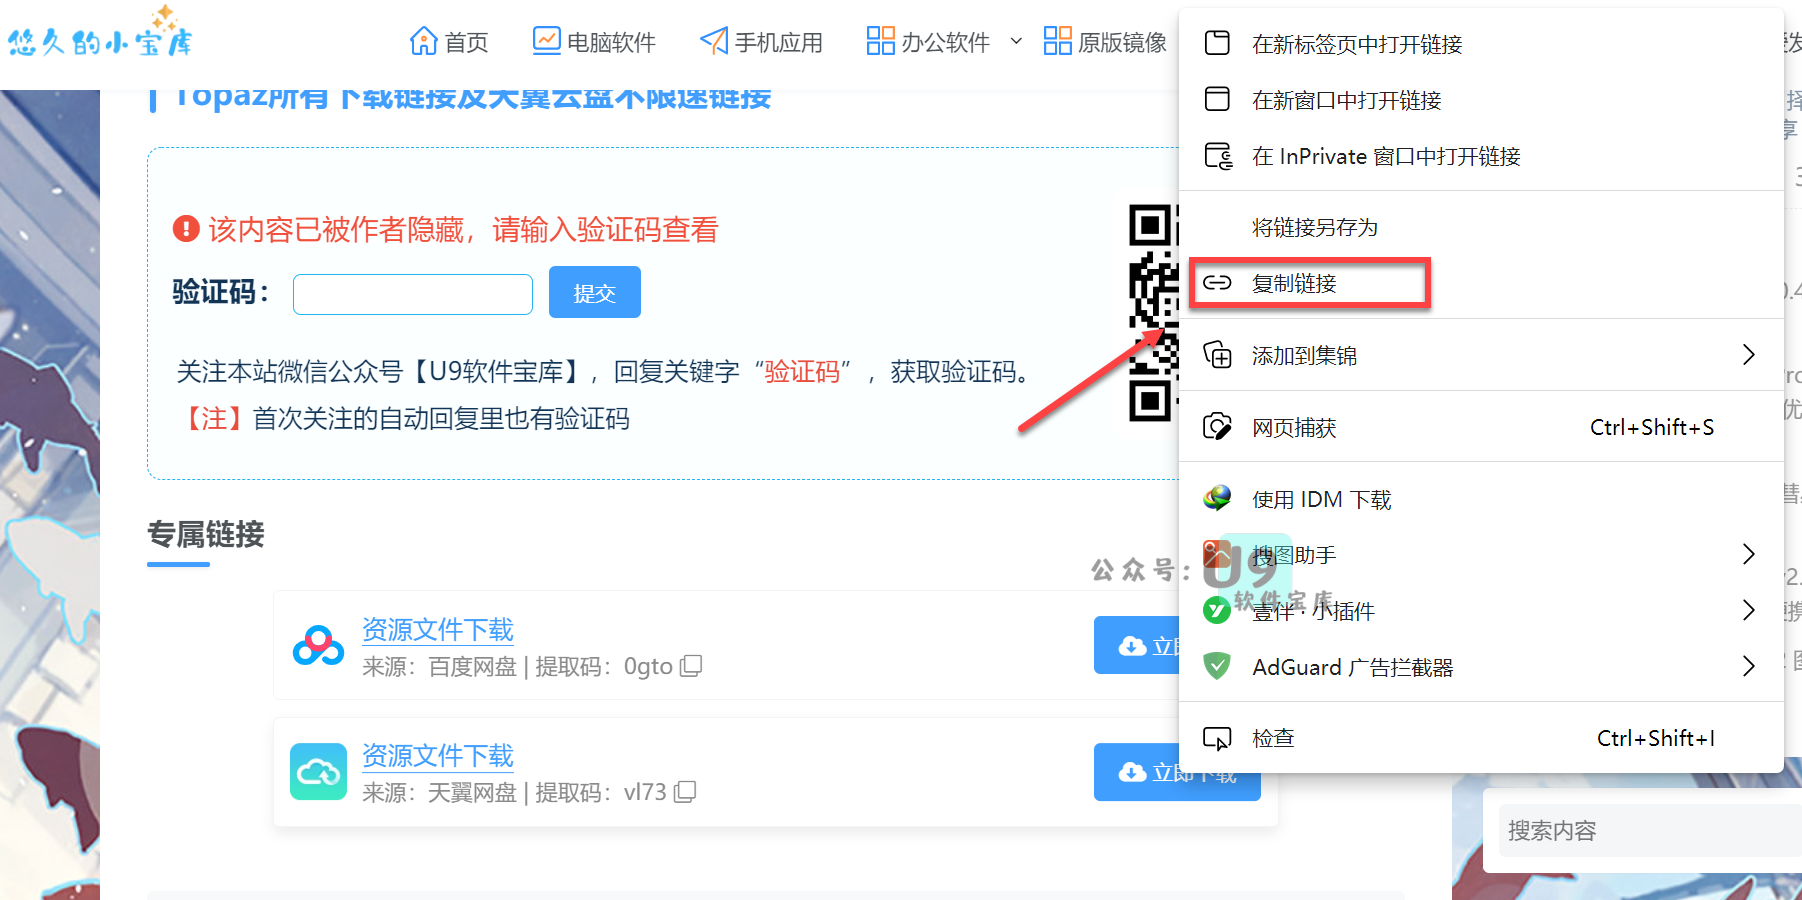 悠久的小宝库
首页
电脑软件
手机应用
办公软件
原版镜像
Topaz所有下载链接及天翼云盘不限速链接
该内容已被作者隐藏，请输入验证码查看
验证码：
提交
关注本站微信公众号【U9软件宝库】，回复关键字“验证码”，获取验证码。
【注】首次关注的自动回复里也有验证码
专属链接
资源文件下载
来源：百度网盘 | 提取码：0gto
立即
资源文件下载
来源：天翼网盘 | 提取码：vl73
立即下载
在新标签页中打开链接
在新窗口中打开链接
在 InPrivate 窗口中打开链接
将链接另存为
复制链接
添加到集锦
网页捕获 Ctrl+Shift+S
使用 IDM 下载
搜图助手
壹伴 · 小插件
AdGuard 广告拦截器
检查 Ctrl+Shift+I
公众号：U9
软件宝库
搜索内容